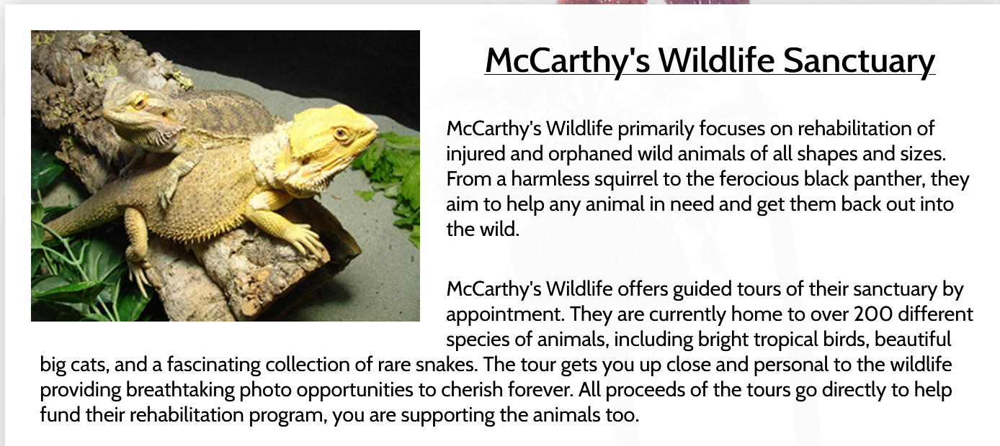 McCarthy's Wildlife Sanctuary
McCarthy's Wildlife primarily focuses on rehabilitation of
injured and orphaned wild animals of all shapes and sizes.
From a harmless squirrel to the ferocious black panther, they
aim to help any animal in need and get them back out into
the wild.
McCarthy's Wildlife offers guided tours of their sanctuary by
appointment. They are currently home to over 200 different
species of animals, including bright tropical birds, beautiful
big cats, and a fascinating collection of rare snakes. The tour gets you up close and personal to the wildlife
providing breathtaking photo opportunities to cherish forever. All proceeds of the tours go directly to help
fund their rehabilitation program, you are supporting the animals too.